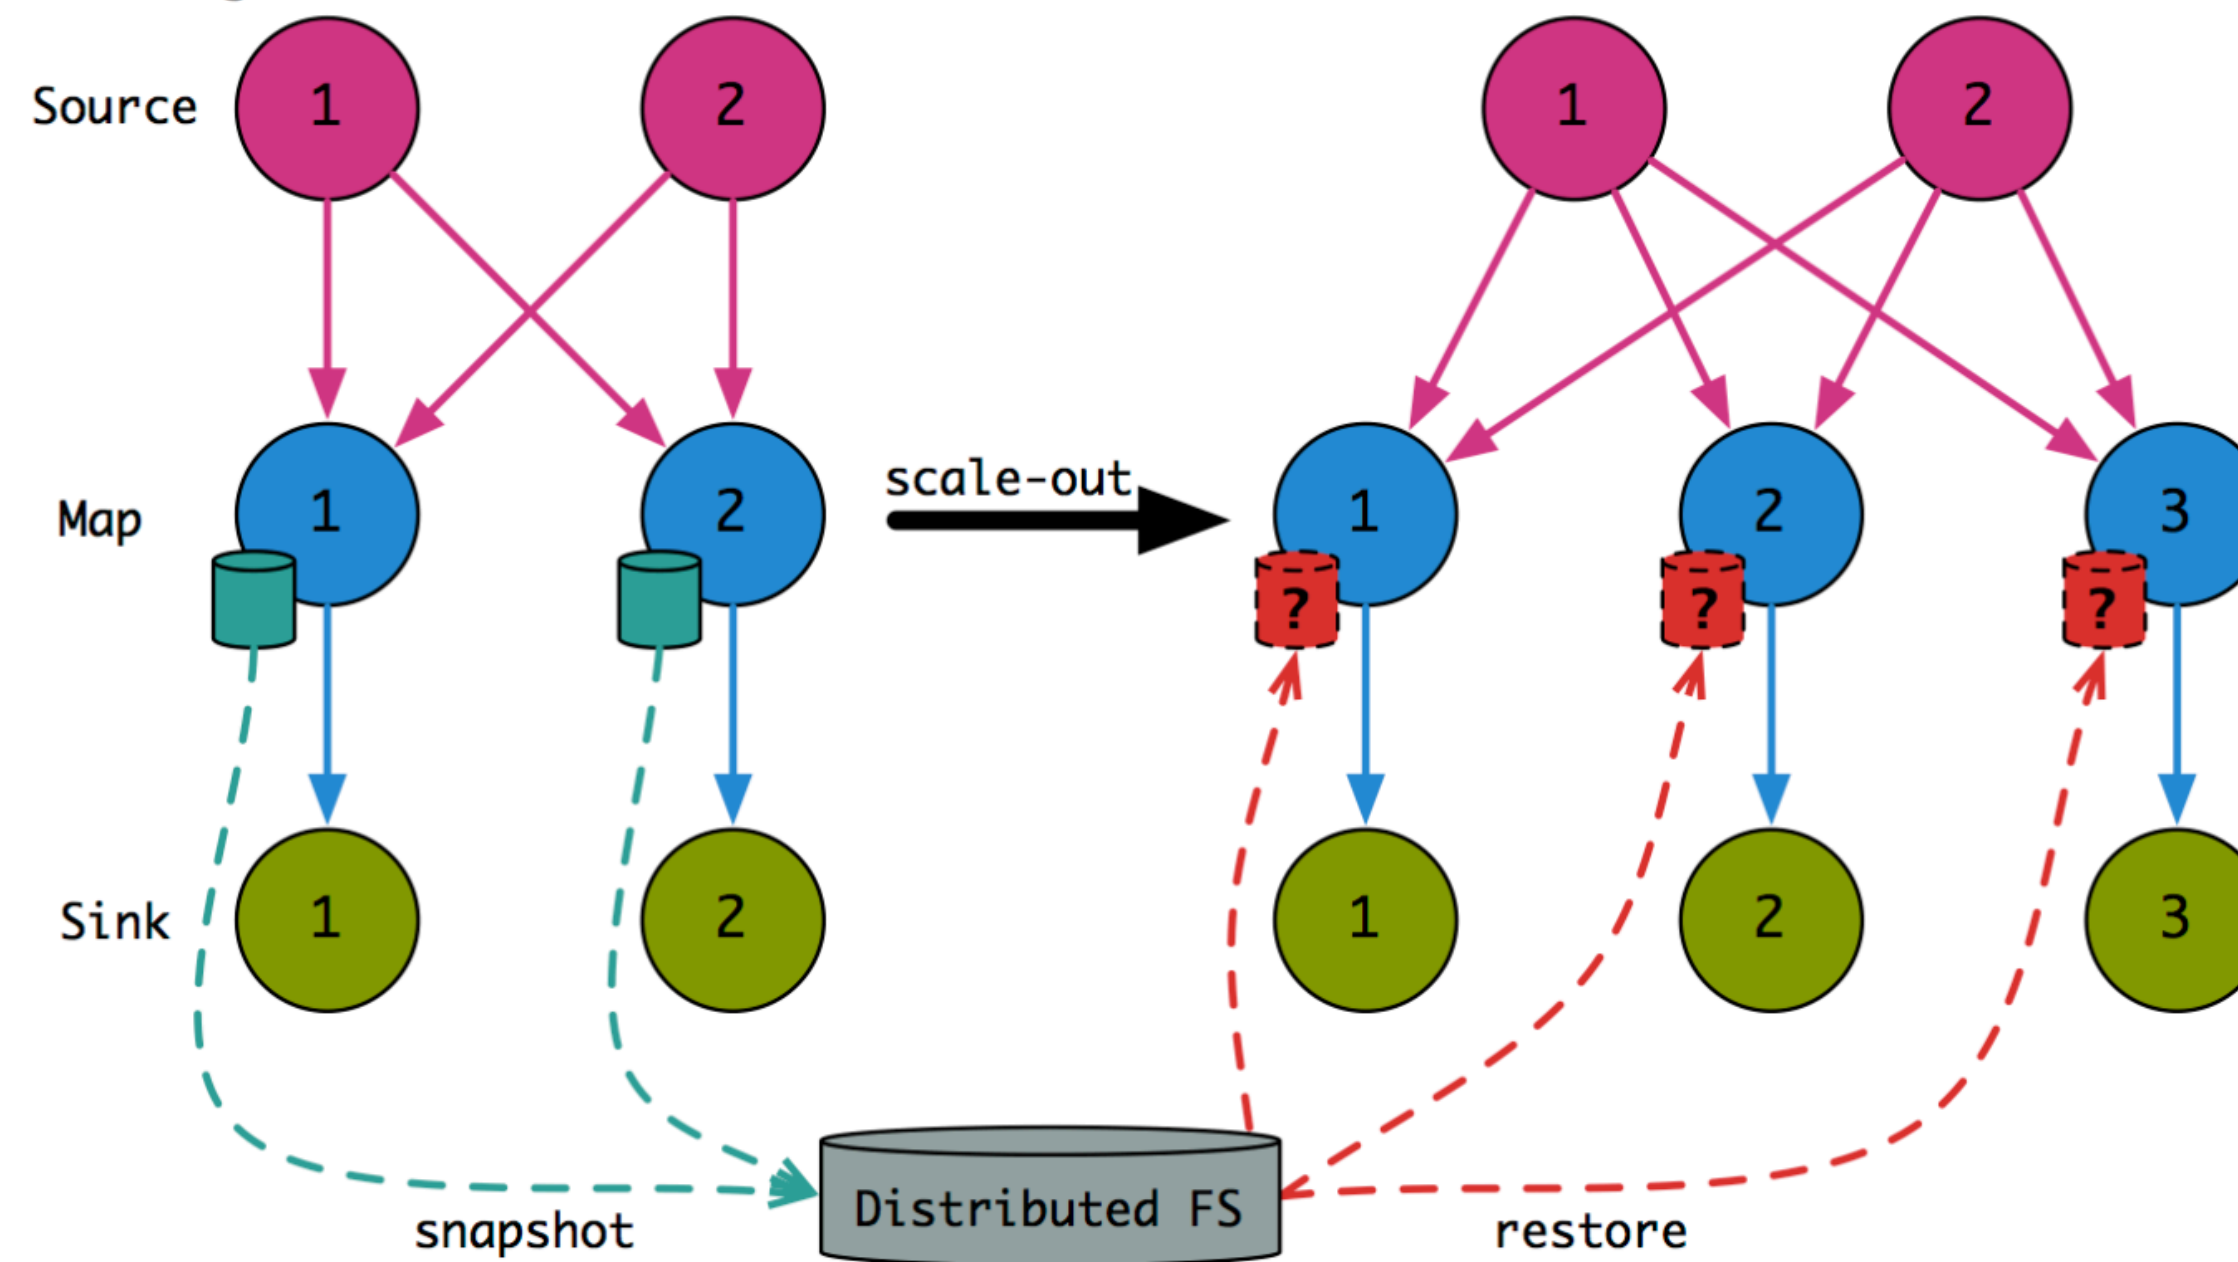 Source 1 2 1 2
Map 1 2 scale-out 1 2 3
? ? ?
Sink 1 2 1 2 3
Distributed FS
snapshot restore